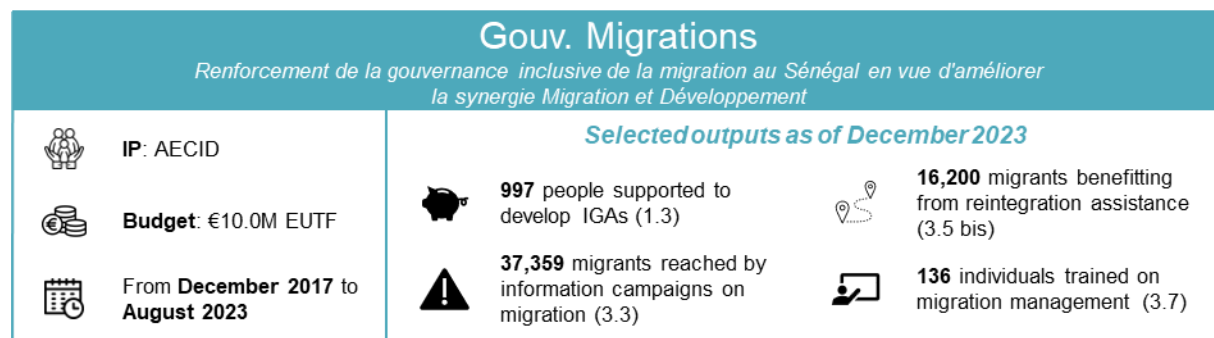 Gouv. Migrations
Renforcement de la gouvernance inclusive de la migration au Sénégal en vue d'améliorer
la synergie Migration et Développement
IP: AECID
Budget: €10.0M EUTF
From December 2017 to
August 2023
Selected outputs as of December 2023
997 people supported to
develop IGAs (1.3)
37,359 migrants reached by
information campaigns on
migration (3.3)
16,200 migrants benefitting
from reintegration assistance
(3.5 bis)
136 individuals trained on
migration management (3.7)